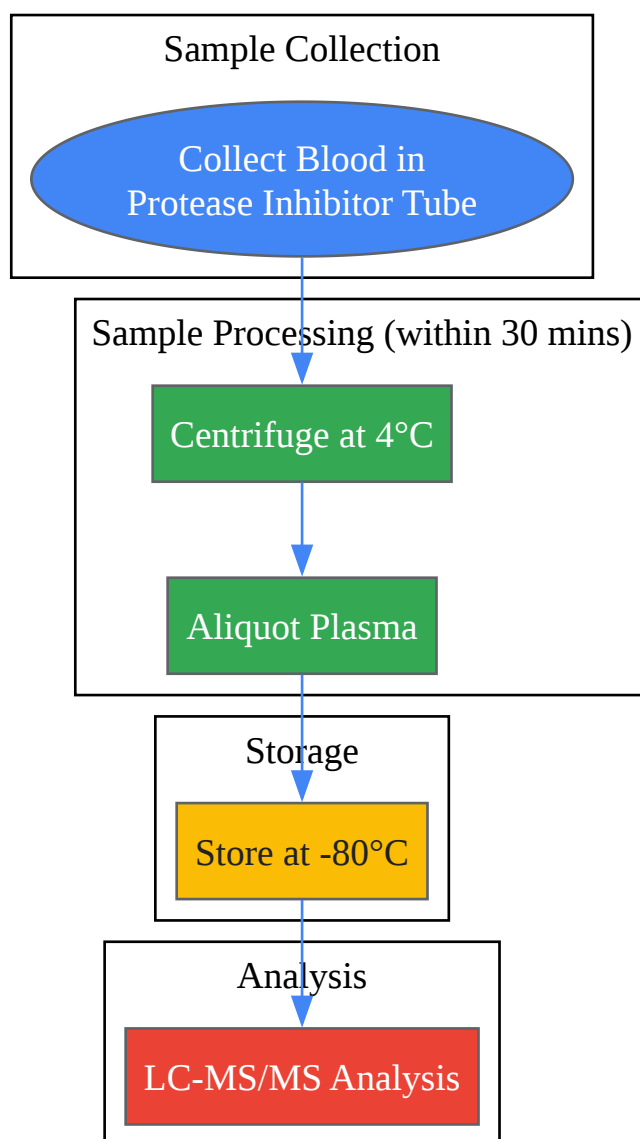 Sample Collection
Collect Blood in
Protease Inhibitor Tube
Sample Processing (within 30 mins)
Centrifuge at 4°C
Aliquot Plasma
Storage
Store at -80°C
Analysis
LC-MS/MS Analysis